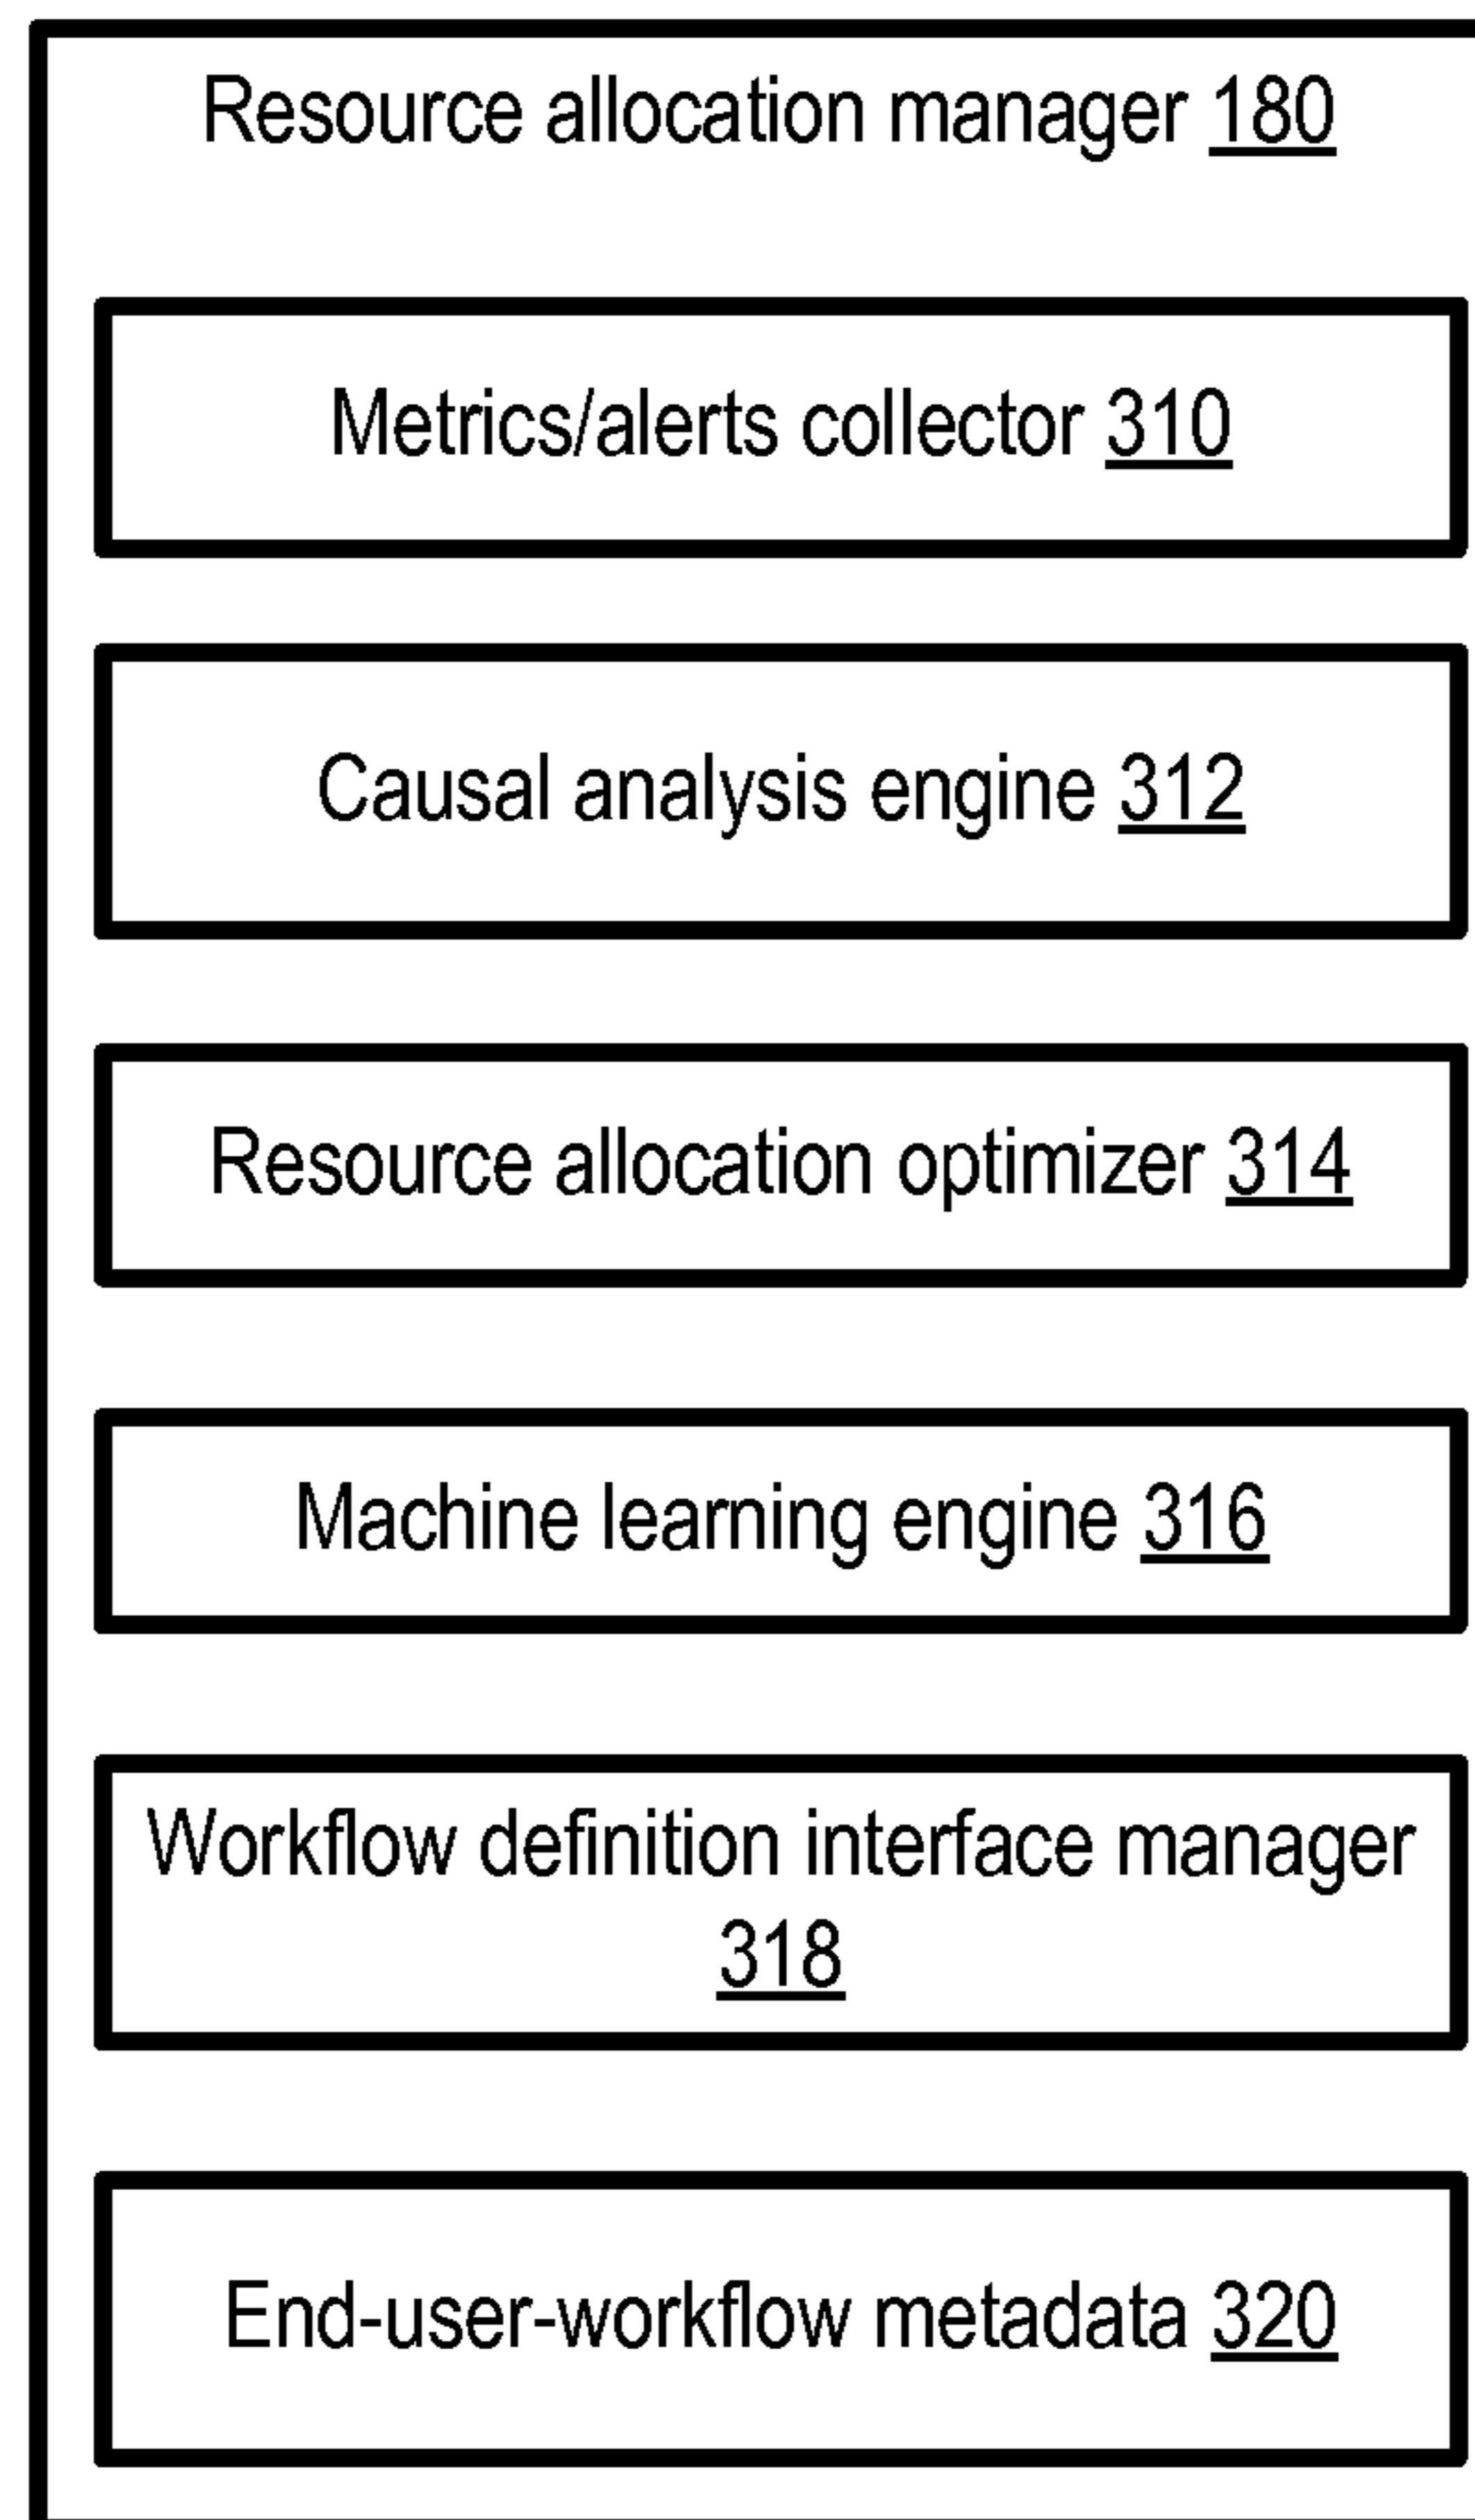 Resource allocation manager 180
Metrics/alerts collector 310
Causal analysis engine 312
Resource allocation optimizer 314
Machine learning engine 316
Workflow definition interface manager
318
End-user-workflow metadata 320